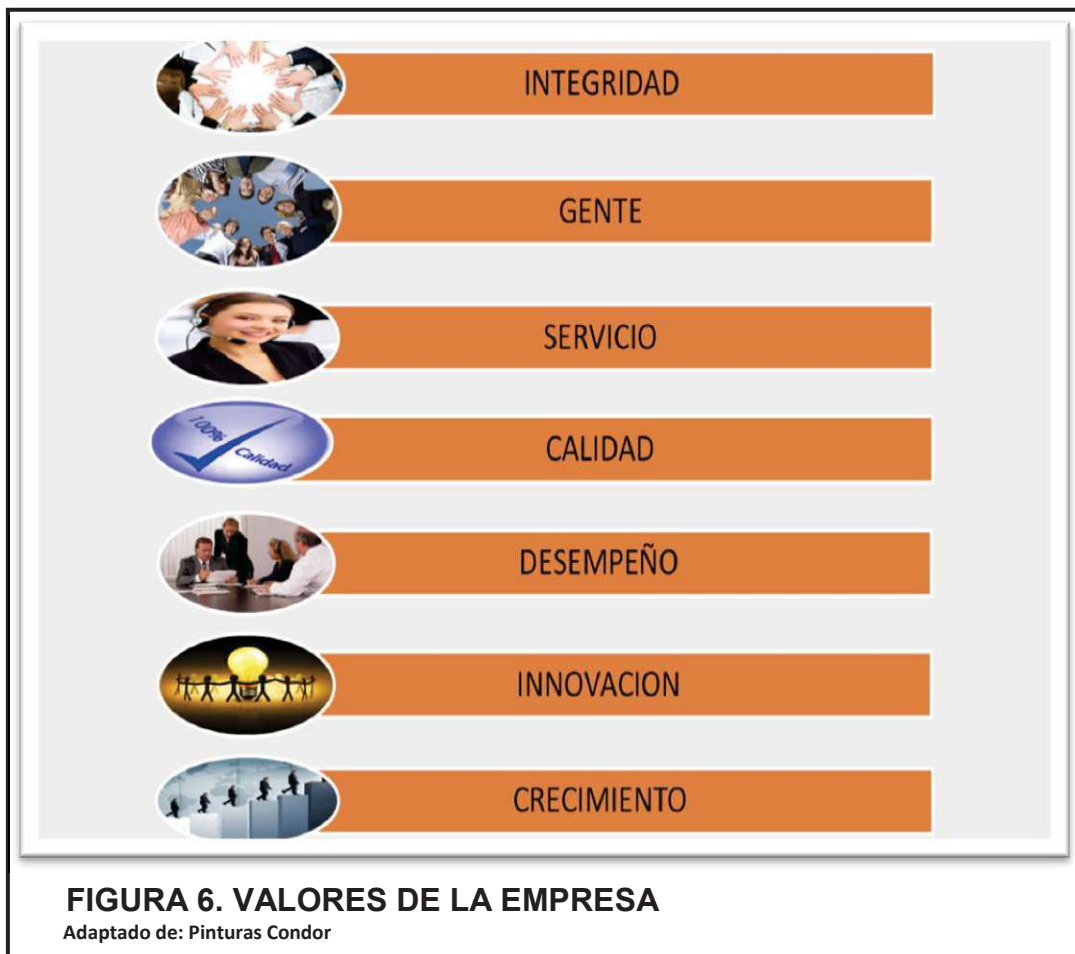 INTEGRIDAD
GENTE
SERVICIO
100%
Calidad
CALIDAD
DESEMPEÑO
INNOVACION
CRECIMIENTO
FIGURA 6. VALORES DE LA EMPRESA
Adaptado de: Pinturas Condor